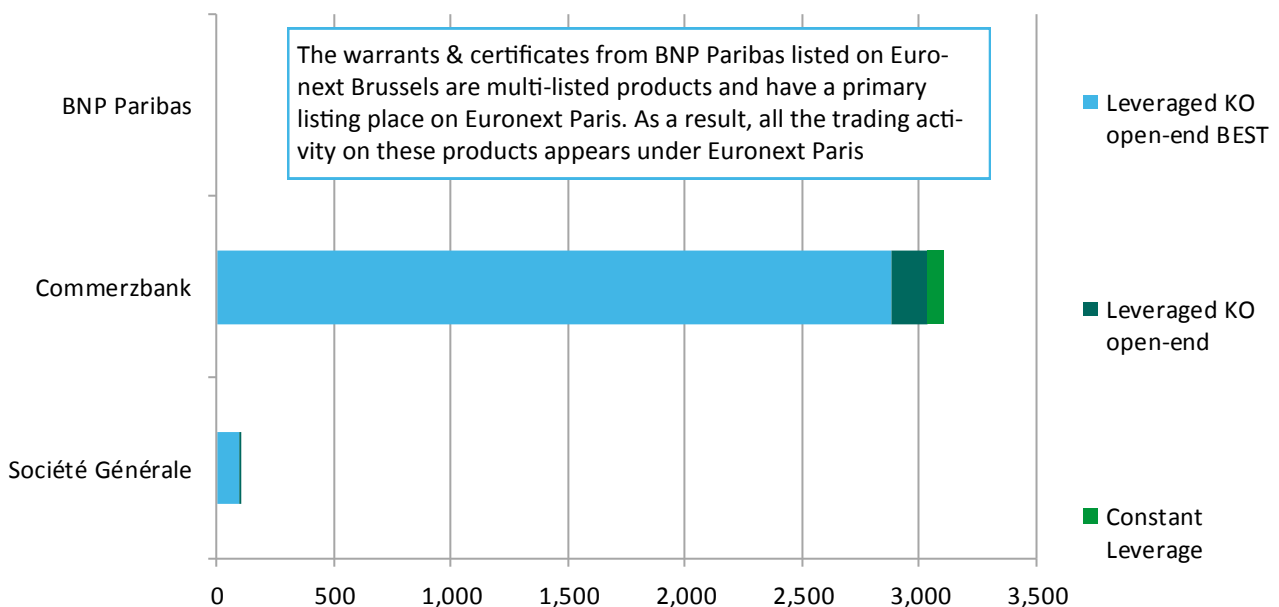 The warrants & certificates from BNP Paribas listed on Euro-
next Brussels are multi-listed products and have a primary
listing place on Euronext Paris. As a result, all the trading act-
vity on these products appears under Euronext Paris
BNP Paribas
Commerzbank
Société Générale
0 500 1,000 1,500 2,000 2,500 3,000 3,500
Leveraged KO
open-end BEST
Leveraged KO
open-end
Constant
Leverage